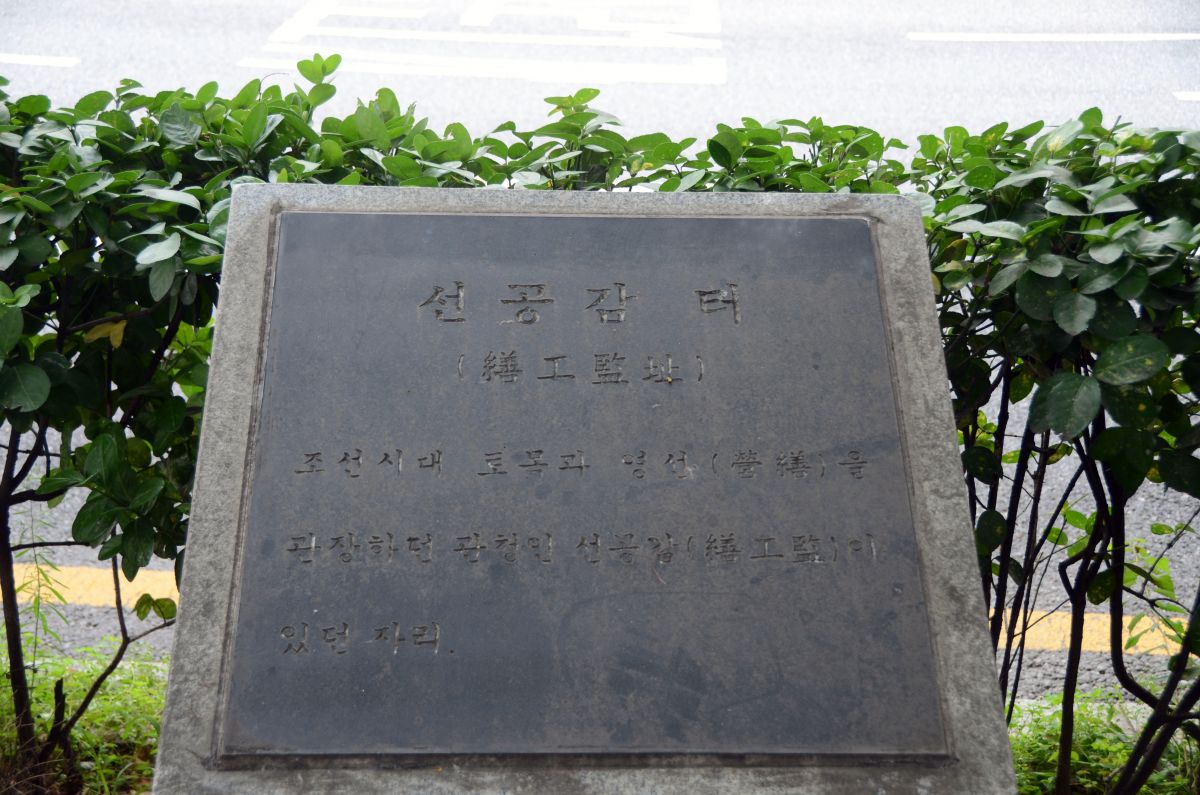 선공감 터
(繕工監址)
조선시대 토목과 영선(營繕)을
관장하던 관청인 선공감(繕工監)이
있던 자리.